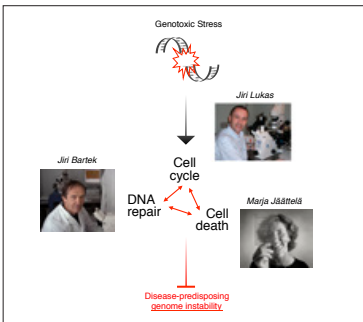 Genotoxic Stress
Jiri Lukas
Jiri Bartek
Cell
cycle
DNA
repair
Cell
death
Marja Jäättelä
Disease-predisposing
genome instability